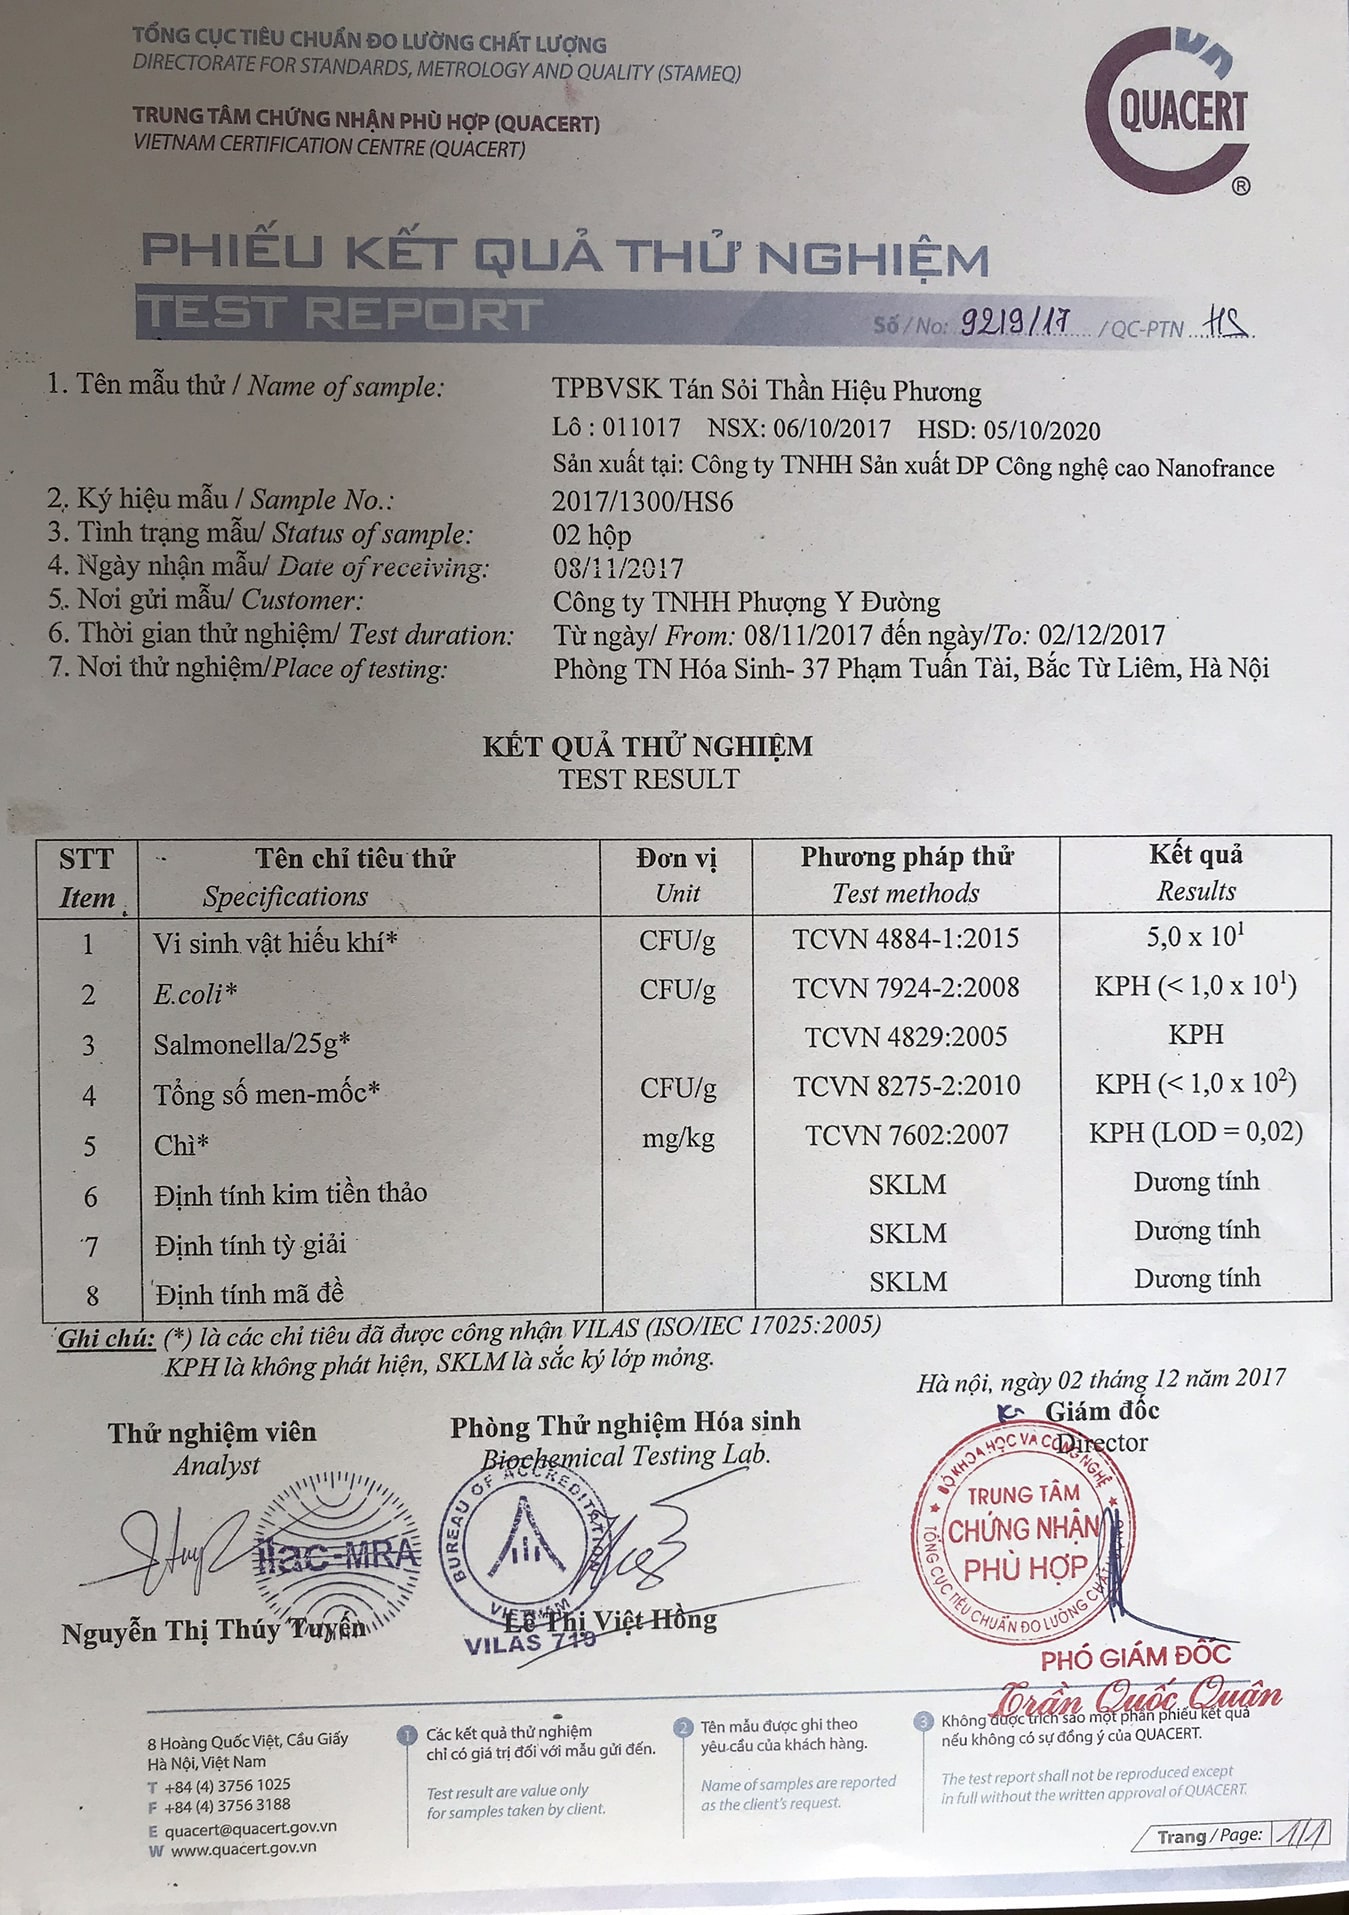 TỔNG CỤC TIÊU CHUẨN ĐO LƯỜNG CHẤT LƯỢNG
DIRECTORATE FOR STANDARDS, METROLOGY AND QUALITY (STAMEQ)
TRUNG TÂM CHỨNG NHẬN PHÙ HỢP (QUACERT)
VIETNAM CERTIFICATION CENTRE (QUACERT)
QUACERT
®
PHIẾU KẾT QUẢ THỬ NGHIỆM
TEST REPORT
Số / No: 9219/17 / QC-PTN HS
1. Tên mẫu thử / Name of sample: TPBVSK Tán Sỏi Thần Hiệu Phương
Lô : 011017 NSX: 06/10/2017 HSD: 05/10/2020
Sản xuất tại: Công ty TNHH Sản xuất DP Công nghệ cao Nanofrance
2. Ký hiệu mẫu / Sample No.: 2017/1300/HS6
3. Tình trạng mẫu/ Status of sample: 02 hộp
4. Ngày nhận mẫu/ Date of receiving: 08/11/2017
5. Nơi gửi mẫu/ Customer: Công ty TNHH Phượng Y Đường
6. Thời gian thử nghiệm/ Test duration: Từ ngày/ From: 08/11/2017 đến ngày/To: 02/12/2017
7. Nơi thử nghiệm/Place of testing: Phòng TN Hóa Sinh- 37 Phạm Tuấn Tài, Bắc Từ Liêm, Hà Nội
KẾT QUẢ THỬ NGHIỆM
TEST RESULT
STT Tên chỉ tiêu thử Đơn vị Phương pháp thử Kết quả
Item Specifications Unit Test methods Results
1 Vi sinh vật hiếu khí* CFU/g TCVN 4884-1:2015 5,0 x 10¹
2 E.coli* CFU/g TCVN 7924-2:2008 KPH (< 1,0 x 10¹)
3 Salmonella/25g* TCVN 4829:2005 KPH
4 Tổng số men-mốc* CFU/g TCVN 8275-2:2010 KPH (< 1,0 x 10²)
5 Chì* mg/kg TCVN 7602:2007 KPH (LOD = 0,02)
6 Định tính kim tiền thảo SKLM Dương tính
7 Định tính tỳ giải SKLM Dương tính
8 Định tính mã đề SKLM Dương tính
Ghi chú: (*) là các chỉ tiêu đã được công nhận VILAS (ISO/IEC 17025:2005)
KPH là không phát hiện, SKLM là sắc ký lớp mỏng.
Hà nội, ngày 02 tháng 12 năm 2017
Thử nghiệm viên Phòng Thử nghiệm Hóa sinh Giám đốc
Analyst Biochemical Testing Lab. Director
ilac-MRA
BUREAU OF ACCREDITATION
VIETNAM
VILAS 719
BỘ KHOA HỌC VÀ CÔNG NGHỆ
TRUNG TÂM
CHỨNG NHẬN
PHÙ HỢP
TỔNG CỤC TIÊU CHUẨN ĐO LƯỜNG CHẤT
Nguyễn Thị Thúy Tuyến Lê Thị Việt Hồng
PHÓ GIÁM ĐỐC
Trần Quốc Quân
8 Hoàng Quốc Việt, Cầu Giấy
Hà Nội, Việt Nam
T +84 (4) 3756 1025
F +84 (4) 3756 3188
E quacert@quacert.gov.vn
W www.quacert.gov.vn
1 Các kết quả thử nghiệm
chỉ có giá trị đối với mẫu gửi đến.
Test result are value only
for samples taken by client.
2 Tên mẫu được ghi theo
yêu cầu của khách hàng.
Name of samples are reported
as the client's request.
3 Không được trích sao một phần phiếu kết quả
nếu không có sự đồng ý của QUACERT.
The test report shall not be reproduced except
in full without the written approval of QUACERT.
Trang / Page: 1/1